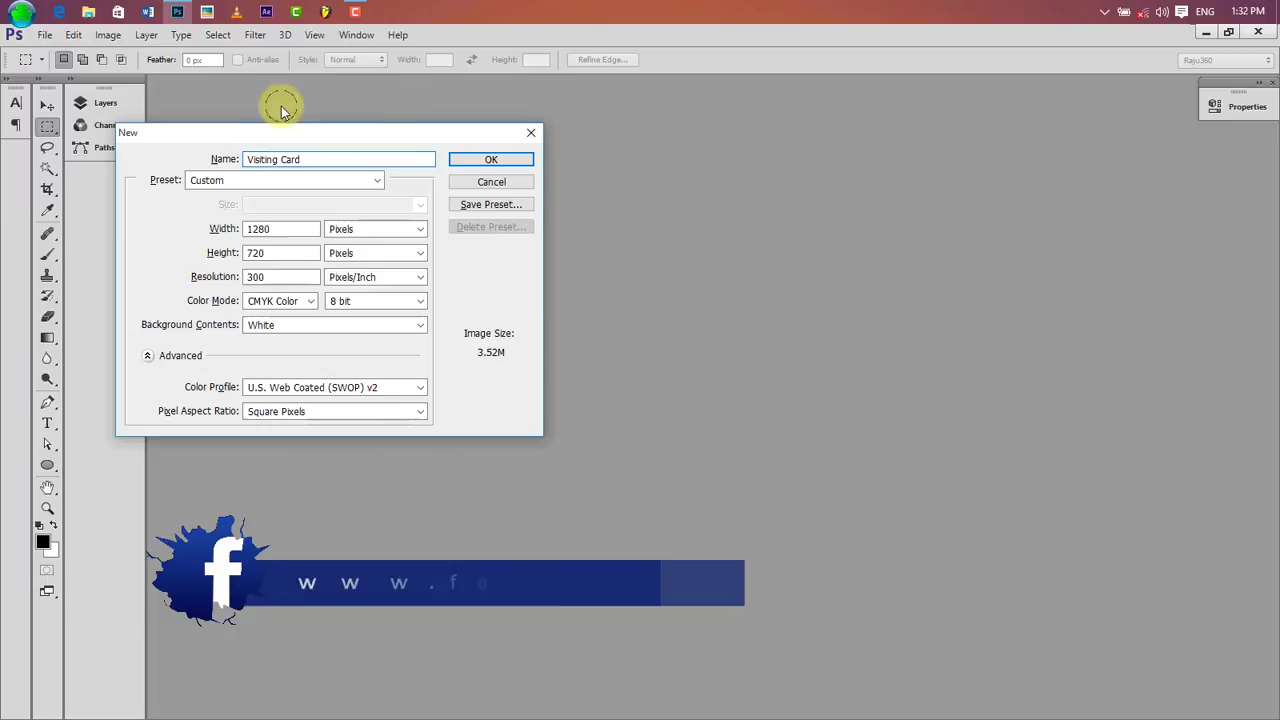 ENG
1:32 PM
Ps
File Edit Image Layer Type Select Filter 3D View Window Help
Feather: 0 px Anti-alias Style: Normal Width: Height: Refine Edge... Raju360
Layers
Properties
Paths
New
Name: Visiting Card OK
Preset: Custom Cancel
Size: Save Preset...
Width: 1280 Pixels Delete Preset...
Height: 720 Pixels
Resolution: 300 Pixels/Inch
Color Mode: CMYK Color 8 bit
Background Contents: White
Image Size:
3.52M
Advanced
Color Profile: U.S. Web Coated (SWOP) v2
Pixel Aspect Ratio: Square Pixels
f
w w w . f